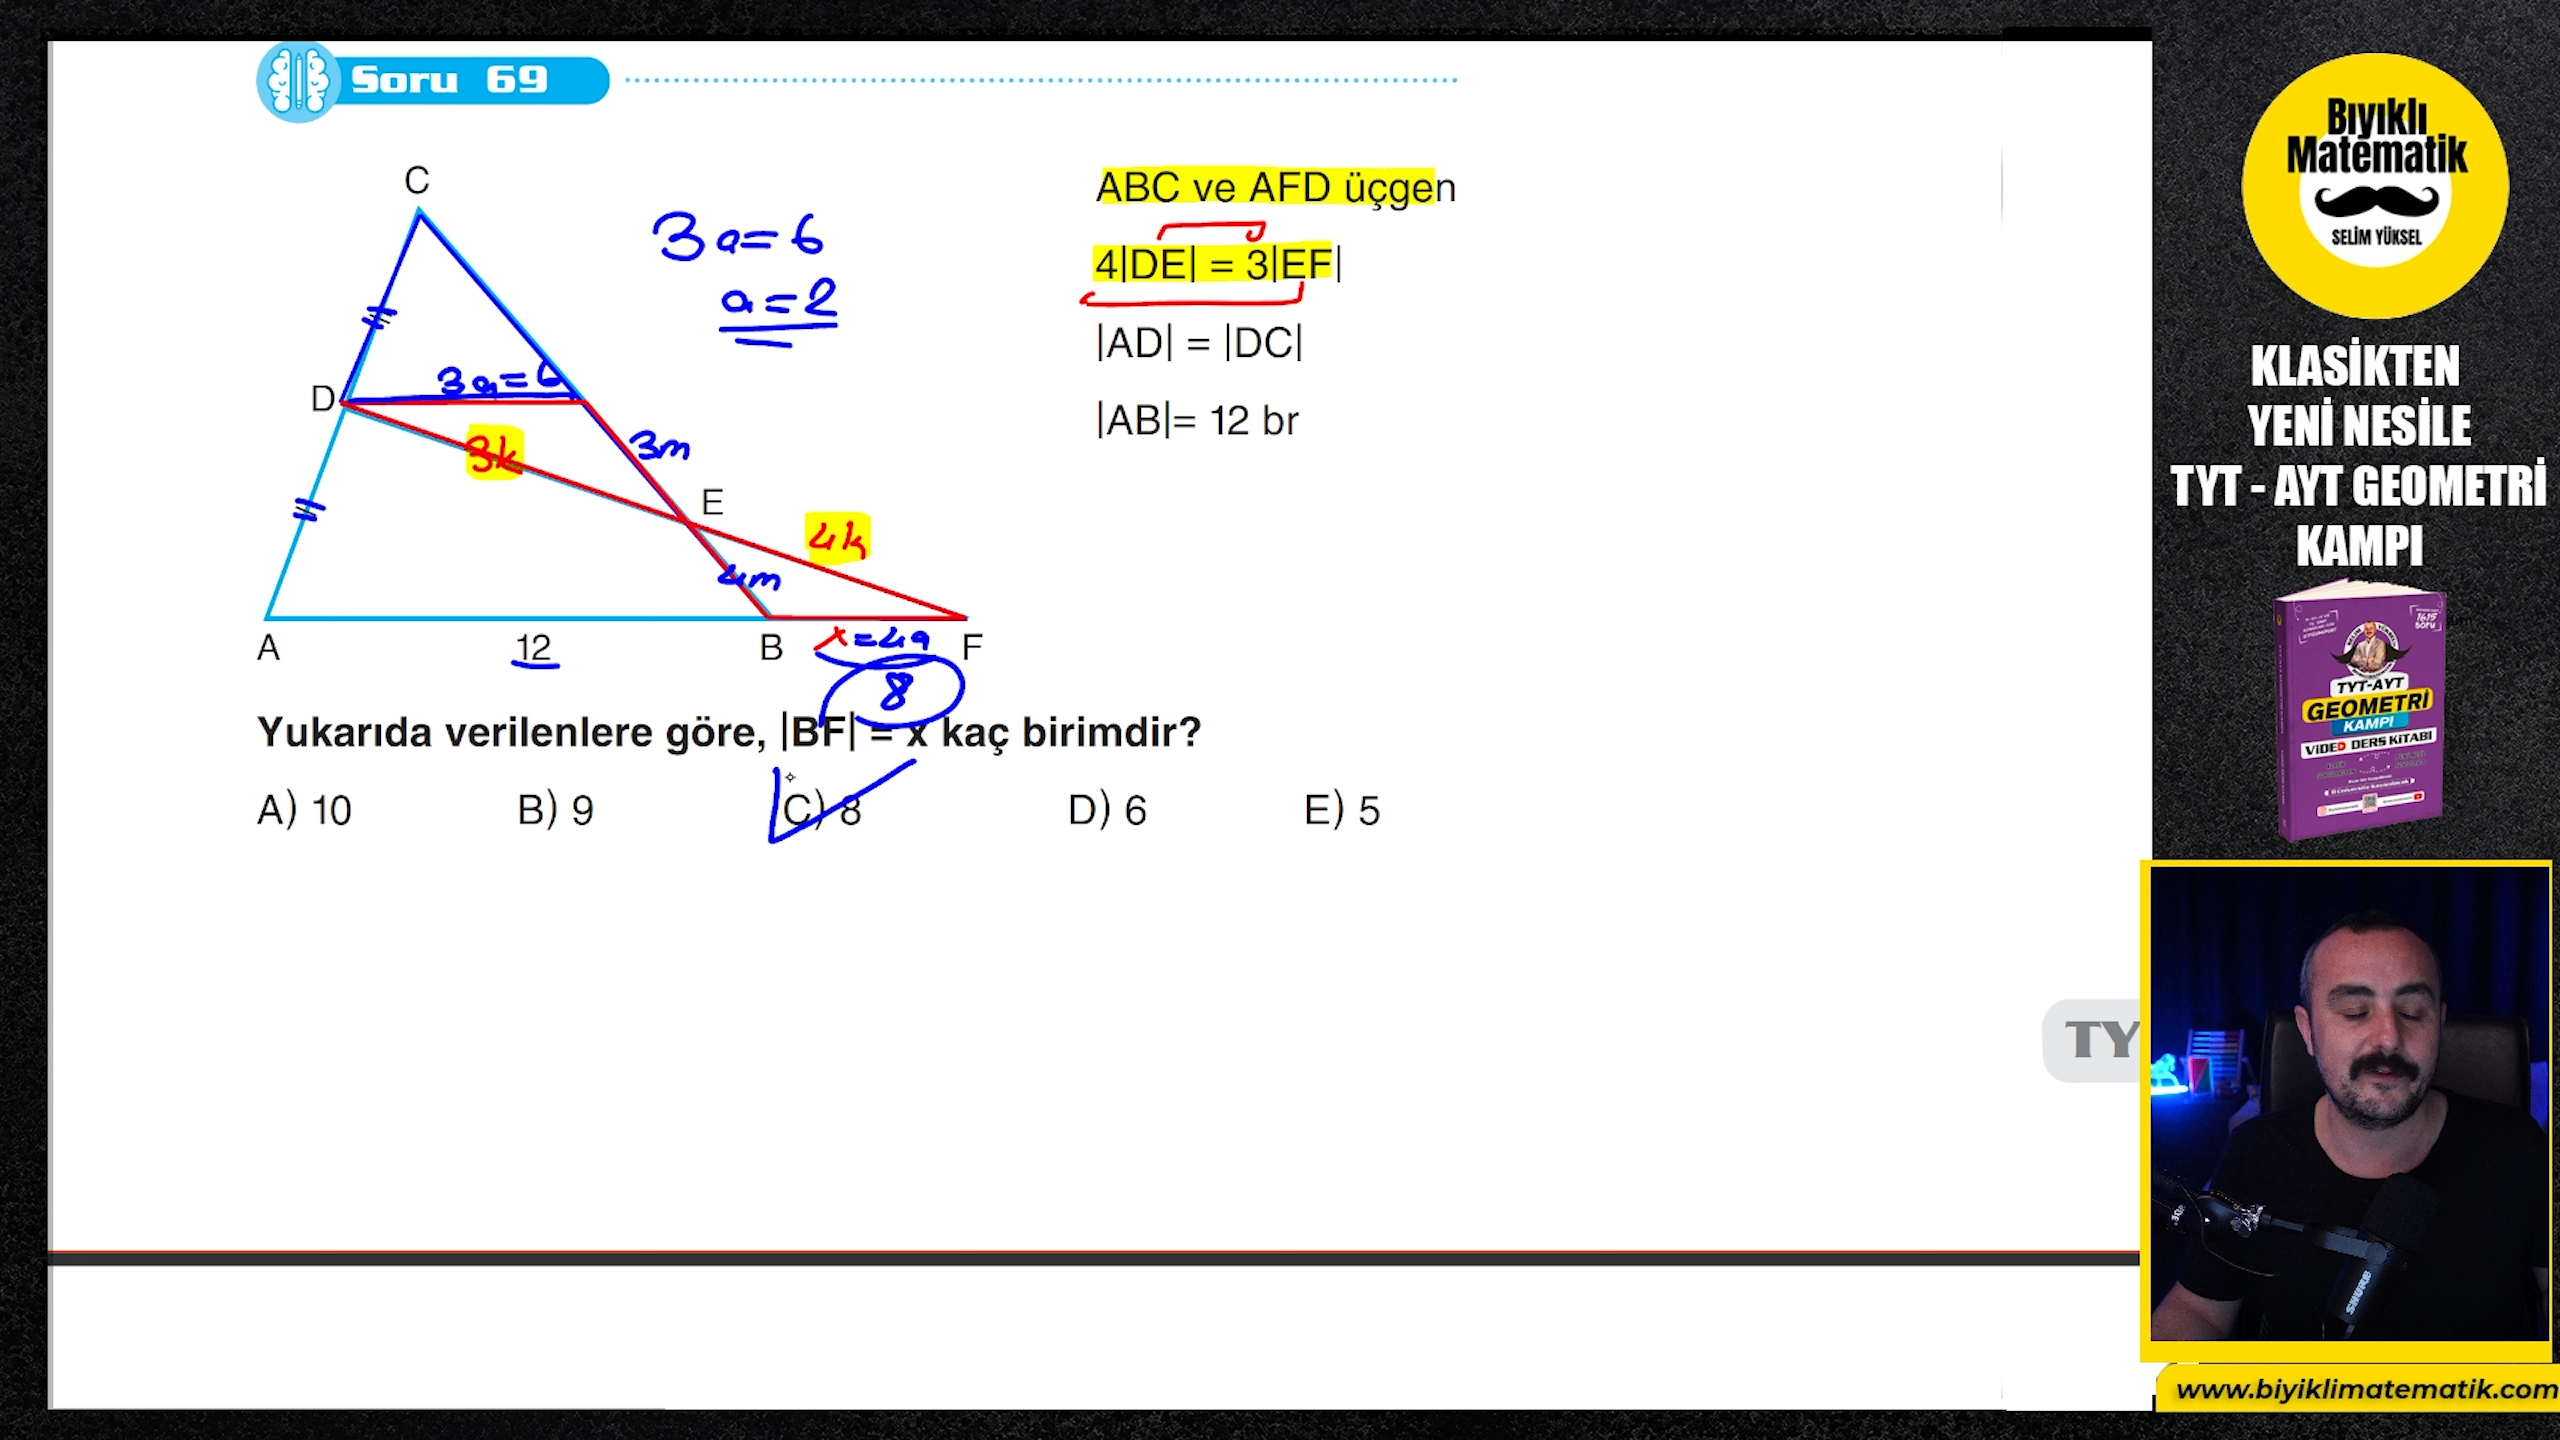 Soru 69
C
3a=6
a=2
D
3a=6
3k
3m
E
4k
4m
A
12
B
x=4a
F
8
ABC ve AFD üçgen
4|DE| = 3|EF|
|AD| = |DC|
|AB|= 12 br
Yukarıda verilenlere göre, |BF| = x kaç birimdir?
A) 10 B) 9 C) 8 D) 6 E) 5
TY
Bıyıklı
Matematik
SELİM YÜKSEL
KLASİKTEN
YENİ NESİLE
TYT - AYT GEOMETRİ
KAMPI
TYT-AYT
GEOMETRİ
KAMPI
VİDEO DERS KİTABI
SHURE
www.biyiklimatematik.com